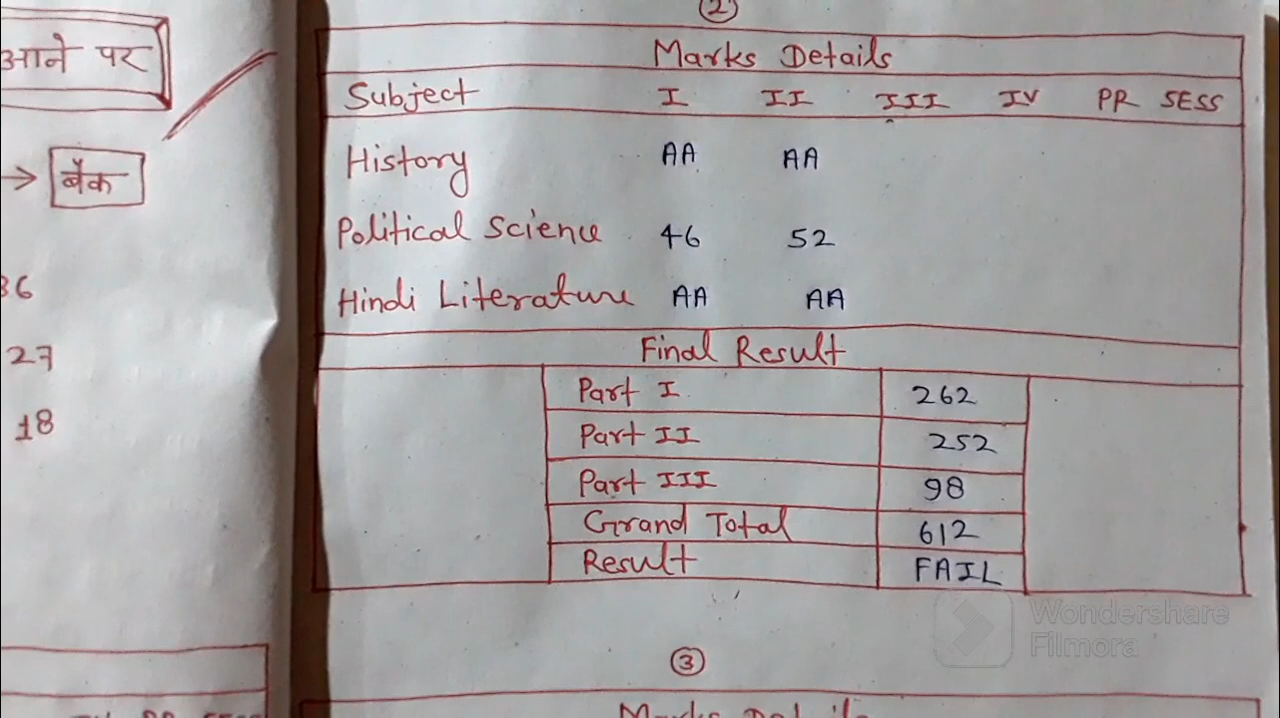 आने पर
→ बैंक
36
27
18
2
Marks Details
Subject I II III IV PR SESS
History AA AA
Political Science 46 52
Hindi Literature AA AA
Final Result
Part I 262
Part II 252
Part III 98
Grand Total 612
Result FAIL
Wondershare
Filmora
3
Marks Details